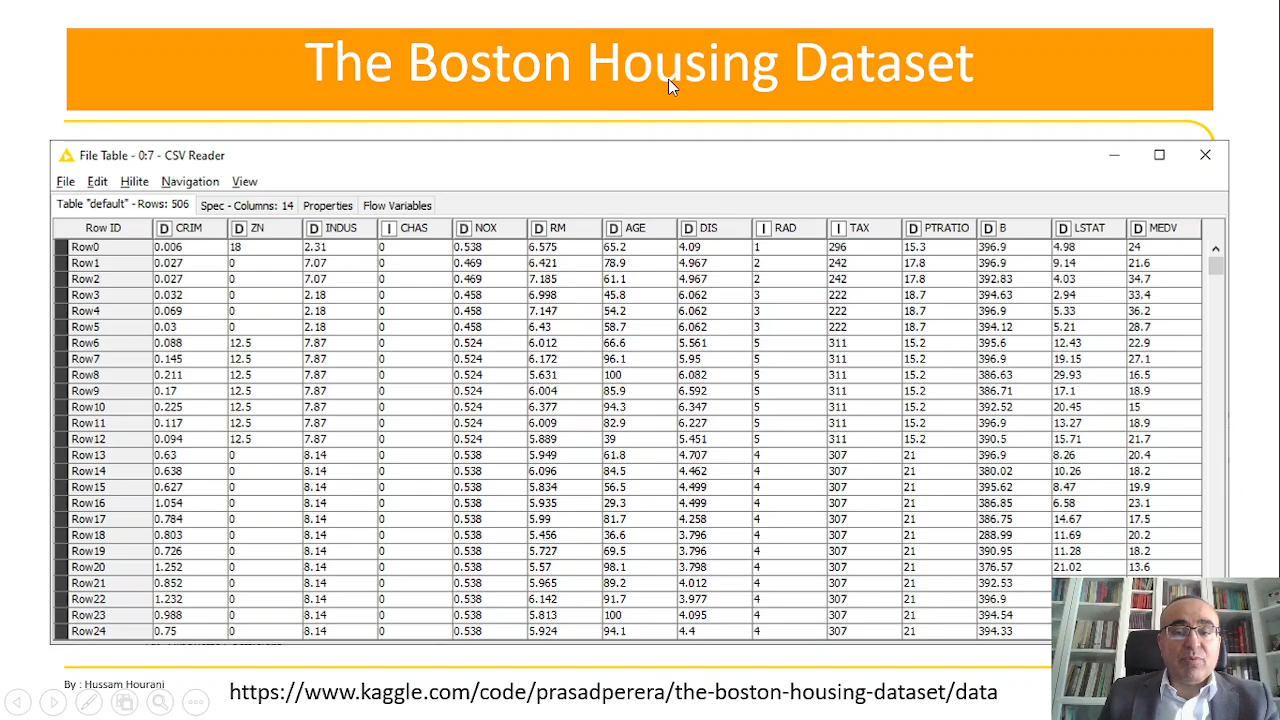 The Boston Housing Dataset
File Table - 0:7 - CSV Reader
File Edit Hilite Navigation View
Table "default" - Rows: 506 Spec - Columns: 14 Properties Flow Variables
Row ID D CRIM D ZN D INDUS I CHAS D NOX D RM D AGE D DIS I RAD I TAX D PTRATIO D B D LSTAT D MEDV
Row0 0.006 18 2.31 0 0.538 6.575 65.2 4.09 1 296 15.3 396.9 4.98 24
Row1 0.027 0 7.07 0 0.469 6.421 78.9 4.967 2 242 17.8 396.9 9.14 21.6
Row2 0.027 0 7.07 0 0.469 7.185 61.1 4.967 2 242 17.8 392.83 4.03 34.7
Row3 0.032 0 2.18 0 0.458 6.998 45.8 6.062 3 222 18.7 394.63 2.94 33.4
Row4 0.069 0 2.18 0 0.458 7.147 54.2 6.062 3 222 18.7 396.9 5.33 36.2
Row5 0.03 0 2.18 0 0.458 6.43 58.7 6.062 3 222 18.7 394.12 5.21 28.7
Row6 0.088 12.5 7.87 0 0.524 6.012 66.6 5.561 5 311 15.2 395.6 12.43 22.9
Row7 0.145 12.5 7.87 0 0.524 6.172 96.1 5.95 5 311 15.2 396.9 19.15 27.1
Row8 0.211 12.5 7.87 0 0.524 5.631 100 6.082 5 311 15.2 386.63 29.93 16.5
Row9 0.17 12.5 7.87 0 0.524 6.004 85.9 6.592 5 311 15.2 386.71 17.1 18.9
Row10 0.225 12.5 7.87 0 0.524 6.377 94.3 6.347 5 311 15.2 392.52 20.45 15
Row11 0.117 12.5 7.87 0 0.524 6.009 82.9 6.227 5 311 15.2 396.9 13.27 18.9
Row12 0.094 12.5 7.87 0 0.524 5.889 39 5.451 5 311 15.2 390.5 15.71 21.7
Row13 0.63 0 8.14 0 0.538 5.949 61.8 4.707 4 307 21 396.9 8.26 20.4
Row14 0.638 0 8.14 0 0.538 6.096 84.5 4.462 4 307 21 380.02 10.26 18.2
Row15 0.627 0 8.14 0 0.538 5.834 56.5 4.499 4 307 21 395.62 8.47 19.9
Row16 1.054 0 8.14 0 0.538 5.935 29.3 4.499 4 307 21 386.85 6.58 23.1
Row17 0.784 0 8.14 0 0.538 5.99 81.7 4.258 4 307 21 386.75 14.67 17.5
Row18 0.803 0 8.14 0 0.538 5.456 36.6 3.796 4 307 21 288.99 11.69 20.2
Row19 0.726 0 8.14 0 0.538 5.727 69.5 3.796 4 307 21 390.95 11.28 18.2
Row20 1.252 0 8.14 0 0.538 5.57 98.1 3.798 4 307 21 376.57 21.02 13.6
Row21 0.852 0 8.14 0 0.538 5.965 89.2 4.012 4 307 21 392.53
Row22 1.232 0 8.14 0 0.538 6.142 91.7 3.977 4 307 21 396.9
Row23 0.988 0 8.14 0 0.538 5.813 100 4.095 4 307 21 394.54
Row24 0.75 0 8.14 0 0.538 5.924 94.1 4.4 4 307 21 394.33
By : Hussam Hourani
https://www.kaggle.com/code/prasadperera/the-boston-housing-dataset/data